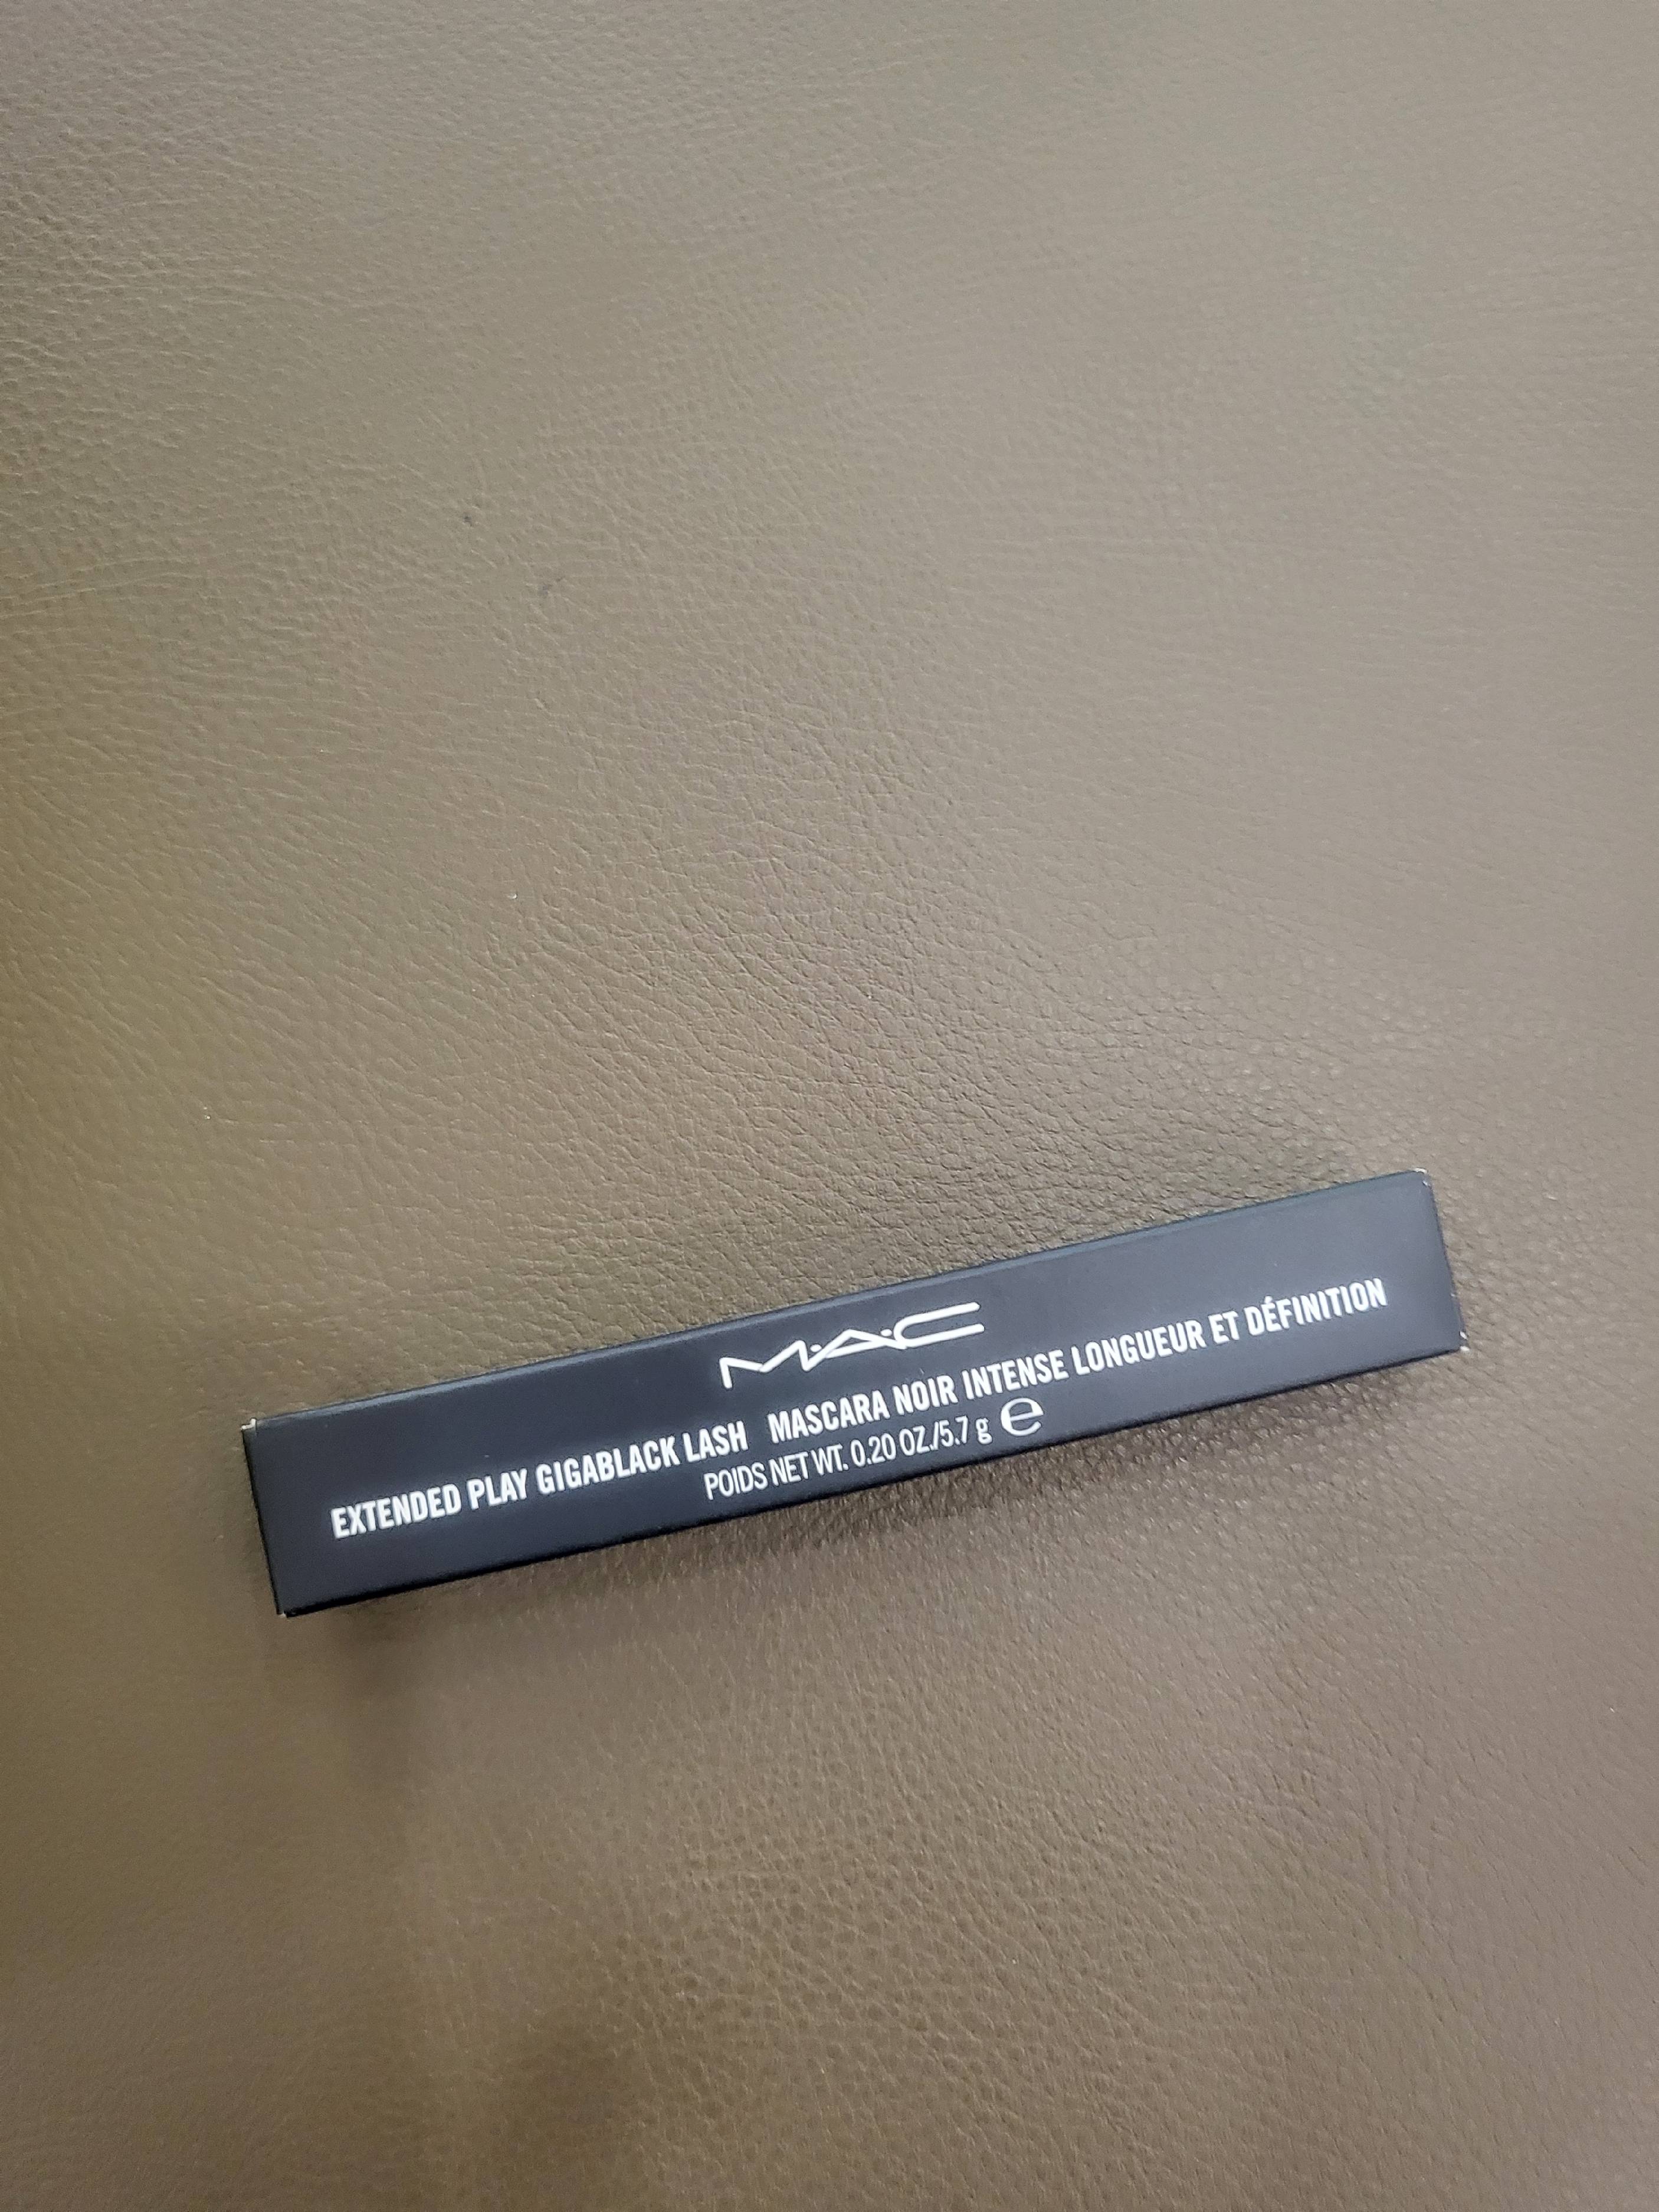 M·A·C
EXTENDED PLAY GIGABLACK LASH MASCARA NOIR INTENSE LONGUEUR ET DÉFINITION
POIDS NET WT. 0.20 OZ./5.7 g ℮